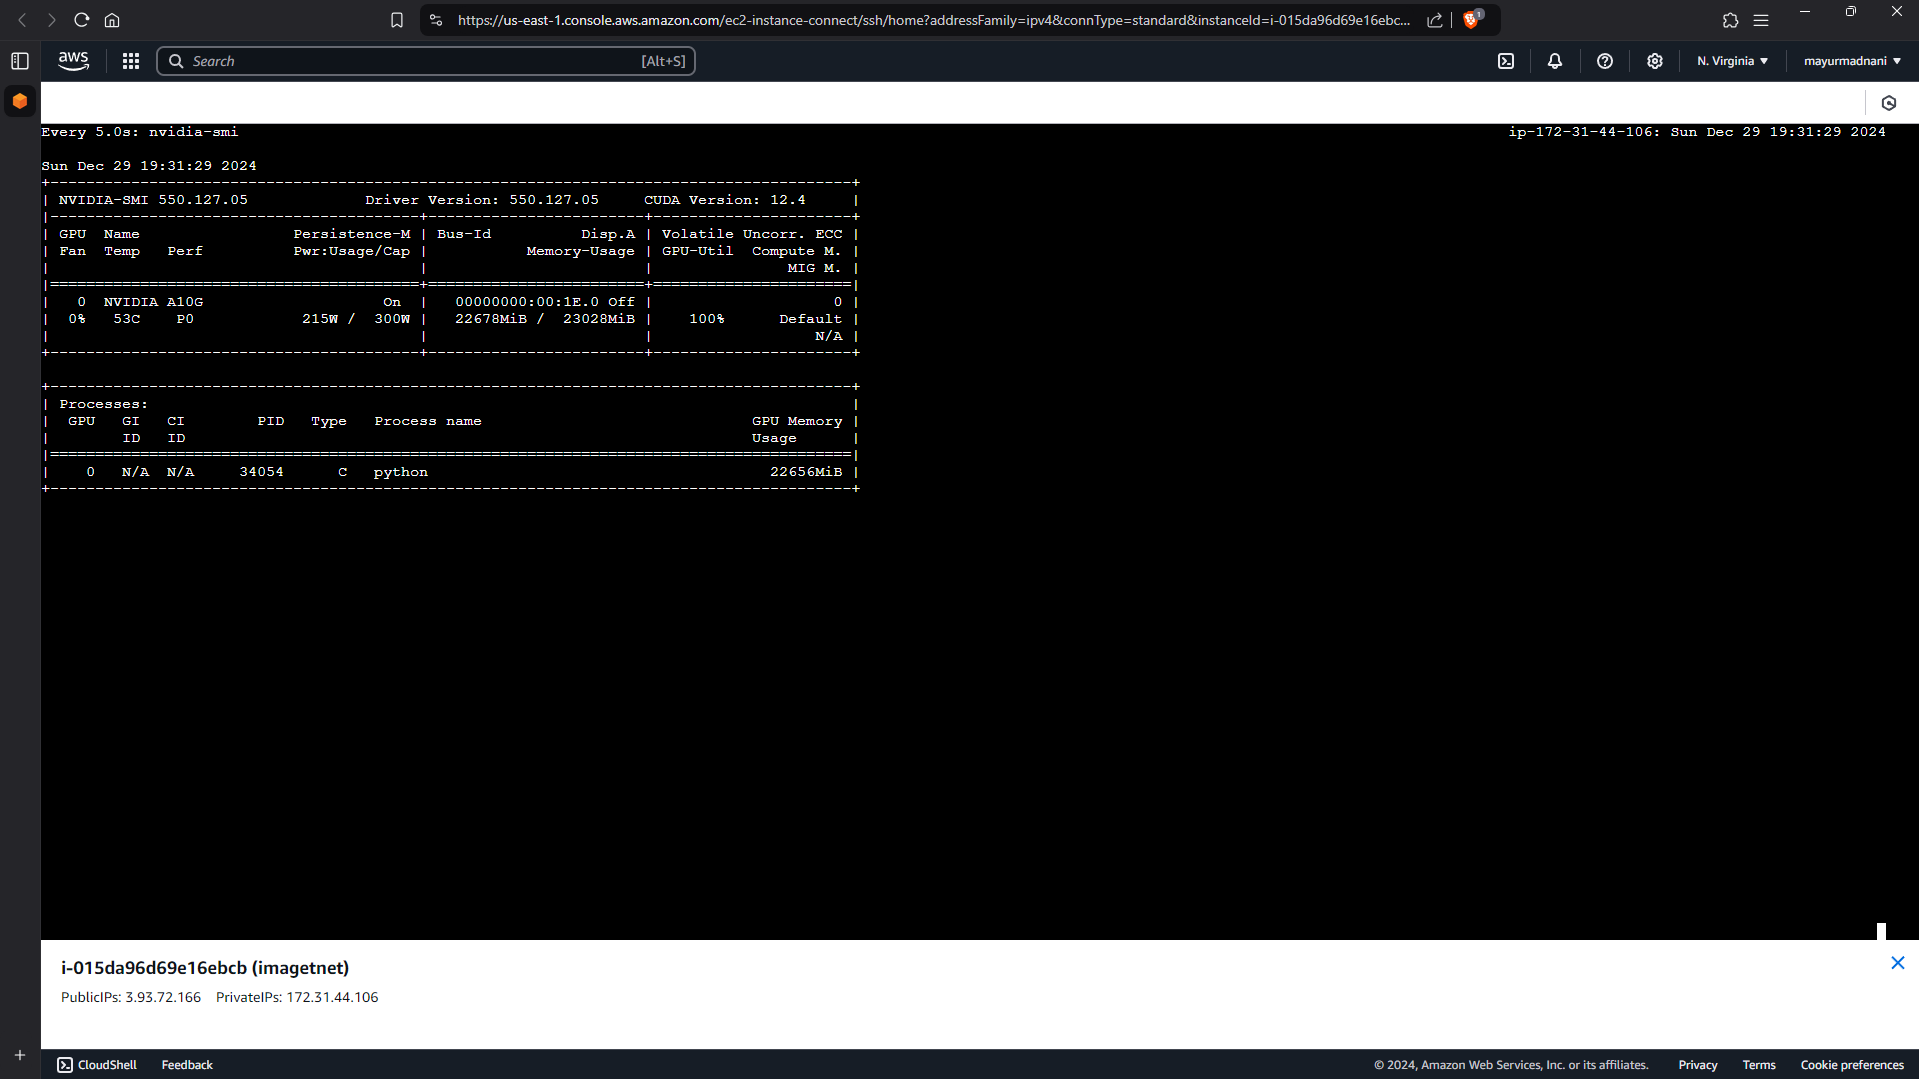 https://us-east-1.console.aws.amazon.com/ec2-instance-connect/ssh/home?addressFamily=ipv4&connType=standard&instanceId=i-015da96d69e16ebc... 1
aws Search [Alt+S] N. Virginia ▼ mayurmadnani ▼
Every 5.0s: nvidia-smi ip-172-31-44-106: Sun Dec 29 19:31:29 2024
Sun Dec 29 19:31:29 2024
+-----------------------------------------------------------------------------------------+
| NVIDIA-SMI 550.127.05             Driver Version: 550.127.05     CUDA Version: 12.4     |
|-----------------------------------------+------------------------+----------------------+
| GPU  Name                 Persistence-M | Bus-Id          Disp.A | Volatile Uncorr. ECC |
| Fan  Temp   Perf          Pwr:Usage/Cap |           Memory-Usage | GPU-Util  Compute M. |
|                                         |                        |               MIG M. |
|=========================================+========================+======================|
|   0  NVIDIA A10G                    On  |   00000000:00:1E.0 Off |                    0 |
|  0%   53C    P0            215W /  300W |   22678MiB /  23028MiB |    100%      Default |
|                                         |                        |                  N/A |
+-----------------------------------------+------------------------+----------------------+
+-----------------------------------------------------------------------------------------+
| Processes:                                                                              |
|  GPU   GI   CI        PID   Type   Process name                              GPU Memory |
|        ID   ID                                                               Usage      |
|=========================================================================================|
|    0   N/A  N/A     34054      C   python                                      22656MiB |
+-----------------------------------------------------------------------------------------+
i-015da96d69e16ebcb (imagetnet)
PublicIPs: 3.93.72.166 PrivateIPs: 172.31.44.106
CloudShell Feedback © 2024, Amazon Web Services, Inc. or its affiliates. Privacy Terms Cookie preferences